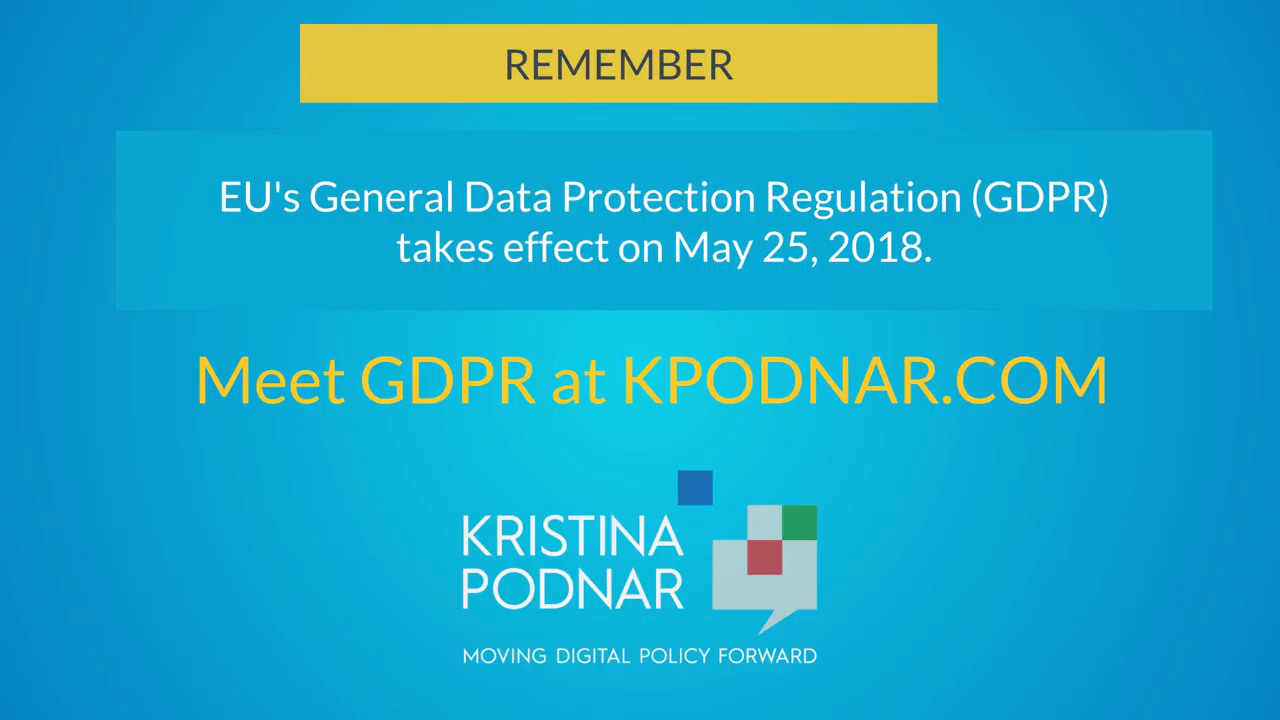 REMEMBER
EU's General Data Protection Regulation (GDPR)
takes effect on May 25, 2018.
Meet GDPR at KPODNAR.COM
KRISTINA
PODNAR
MOVING DIGITAL POLICY FORWARD